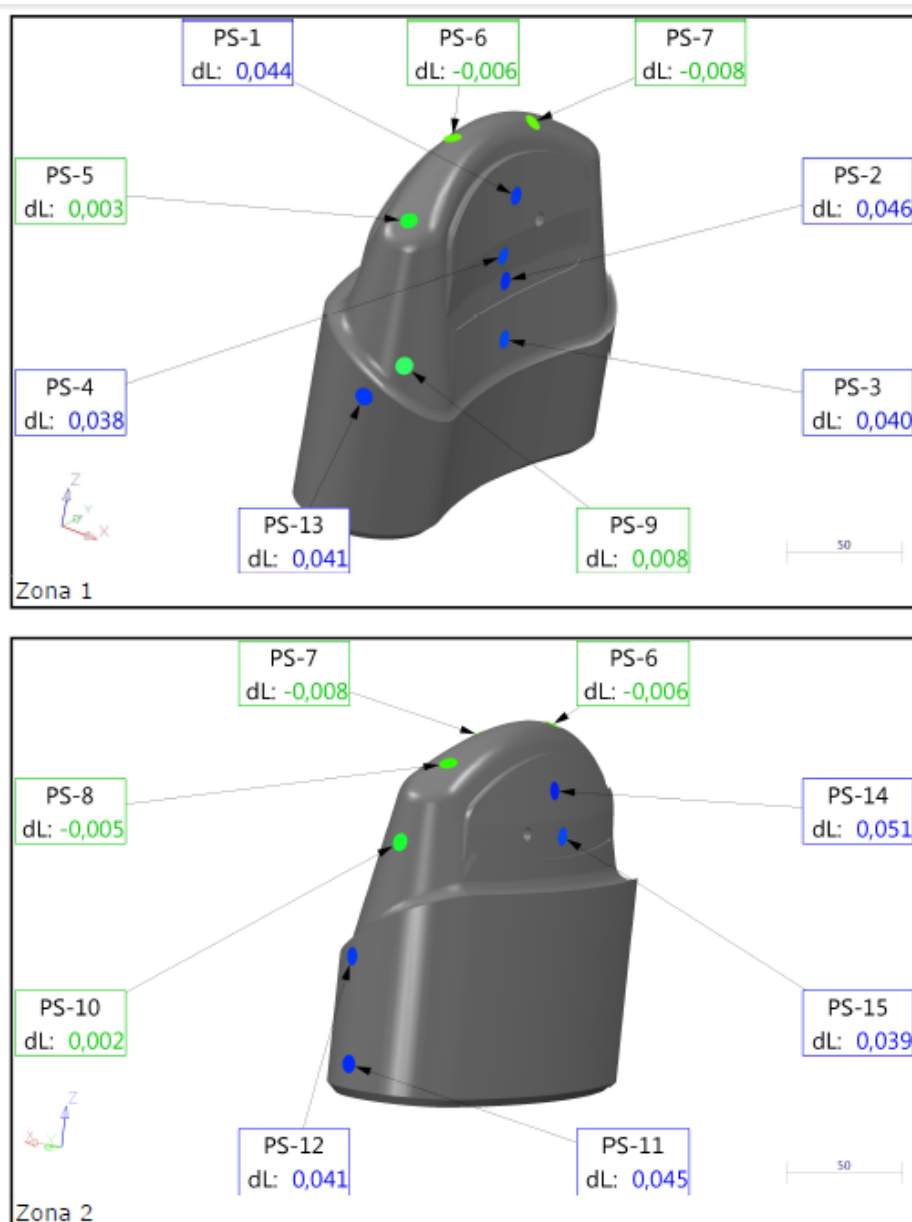 PS-1
dL: 0,044
PS-6
dL: -0,006
PS-7
dL: -0,008
PS-5
dL: 0,003
PS-2
dL: 0,046
PS-4
dL: 0,038
PS-3
dL: 0,040
Z
Y
X
PS-13
dL: 0,041
PS-9
dL: 0,008
50
Zona 1
PS-7
dL: -0,008
PS-6
dL: -0,006
PS-8
dL: -0,005
PS-14
dL: 0,051
PS-10
dL: 0,002
PS-15
dL: 0,039
Z
X
Y
PS-12
dL: 0,041
PS-11
dL: 0,045
50
Zona 2